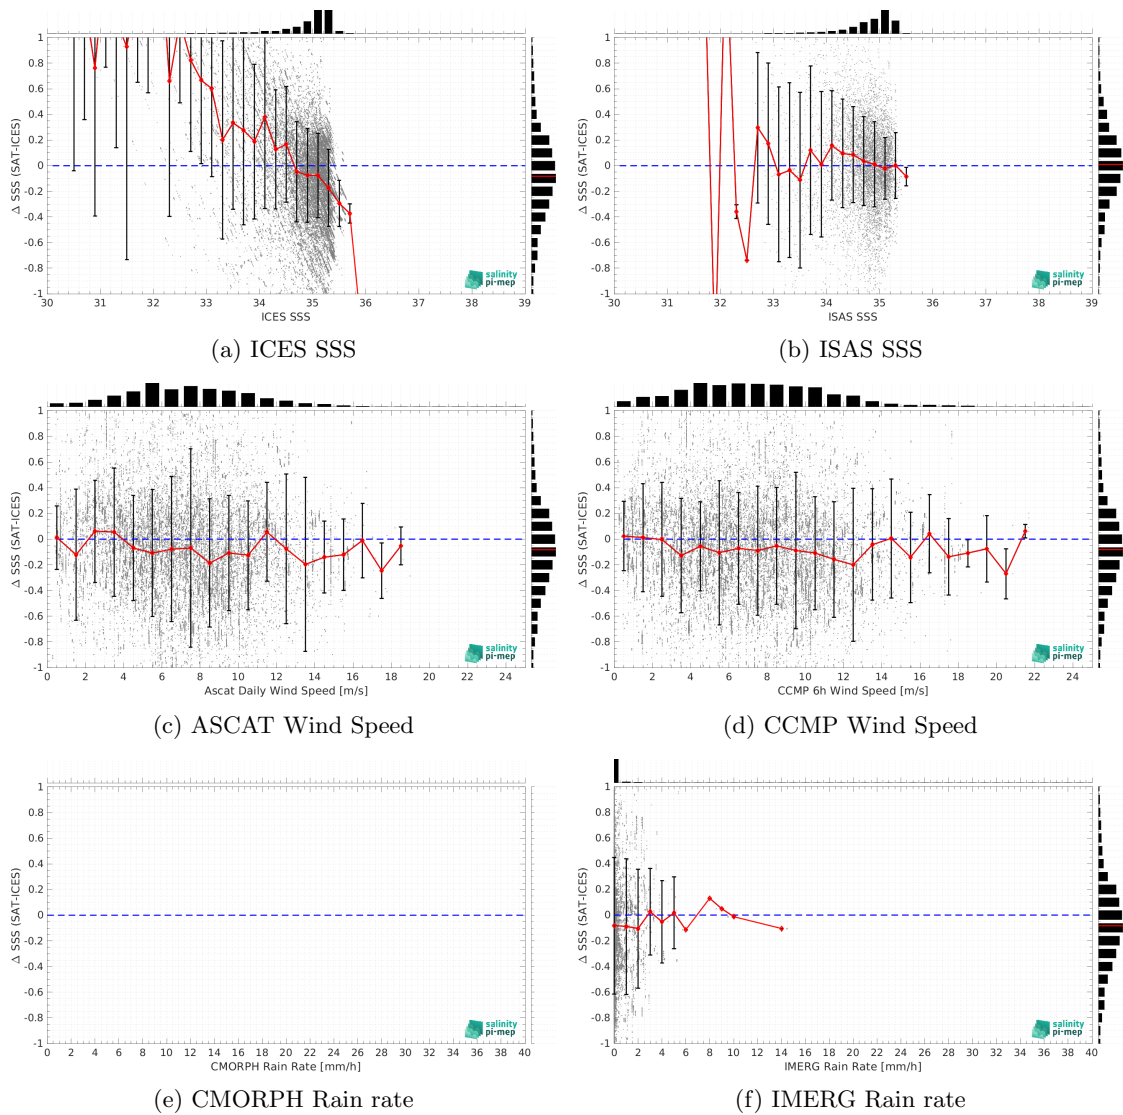 1
0.8
0.6
0.4
0.2
0
-0.2
-0.4
-0.6
-0.8
-1
Δ SSS (SAT-ICES)
30 31 32 33 34 35 36 37 38 39
ICES SSS
salinity
pi-mep
(a) ICES SSS
1
0.8
0.6
0.4
0.2
0
-0.2
-0.4
-0.6
-0.8
-1
Δ SSS (SAT-ICES)
30 31 32 33 34 35 36 37 38 39
ISAS SSS
salinity
pi-mep
(b) ISAS SSS
1
0.8
0.6
0.4
0.2
0
-0.2
-0.4
-0.6
-0.8
-1
Δ SSS (SAT-ICES)
0 2 4 6 8 10 12 14 16 18 20 22 24
Ascat Daily Wind Speed [m/s]
salinity
pi-mep
(c) ASCAT Wind Speed
1
0.8
0.6
0.4
0.2
0
-0.2
-0.4
-0.6
-0.8
-1
Δ SSS (SAT-ICES)
0 2 4 6 8 10 12 14 16 18 20 22 24
CCMP 6h Wind Speed [m/s]
salinity
pi-mep
(d) CCMP Wind Speed
1
0.8
0.6
0.4
0.2
0
-0.2
-0.4
-0.6
-0.8
-1
Δ SSS (SAT-ICES)
0 2 4 6 8 10 12 14 16 18 20 22 24 26 28 30 32 34 36 38 40
CMORPH Rain Rate [mm/h]
salinity
pi-mep
(e) CMORPH Rain rate
1
0.8
0.6
0.4
0.2
0
-0.2
-0.4
-0.6
-0.8
-1
Δ SSS (SAT-ICES)
0 2 4 6 8 10 12 14 16 18 20 22 24 26 28 30 32 34 36 38 40
IMERG Rain Rate [mm/h]
salinity
pi-mep
(f) IMERG Rain rate